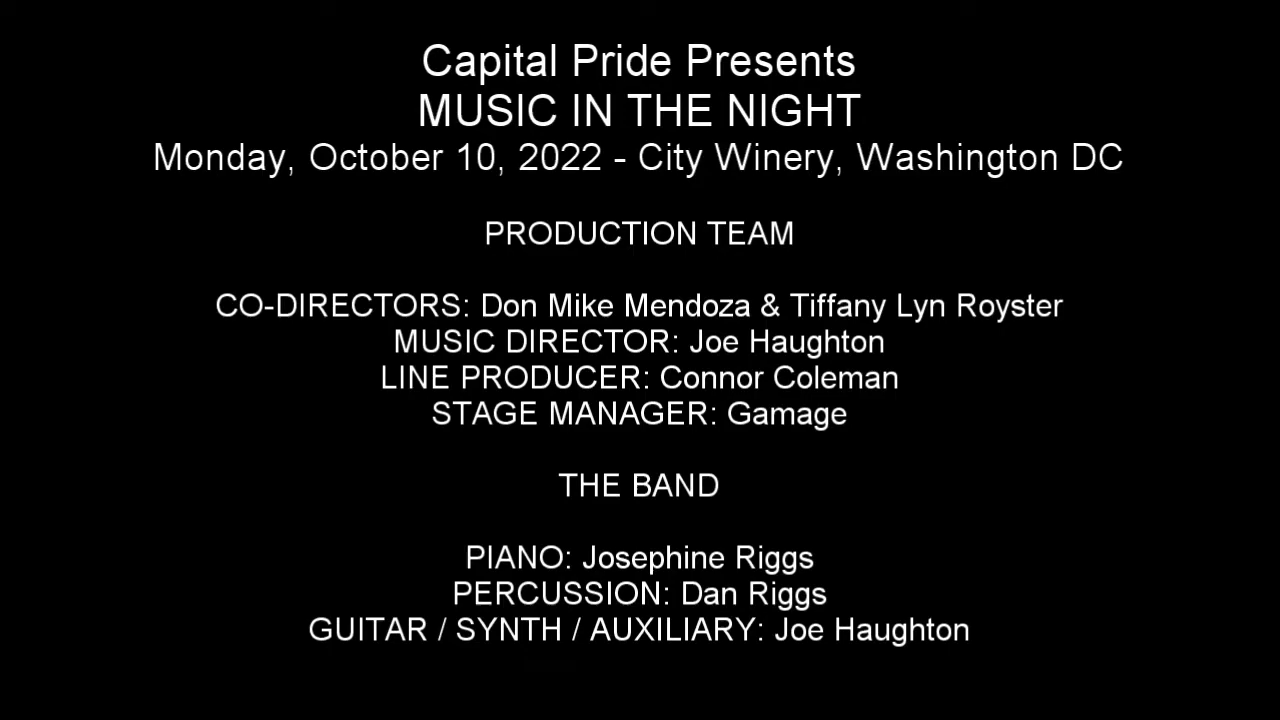 Capital Pride Presents
MUSIC IN THE NIGHT
Monday, October 10, 2022 - City Winery, Washington DC
PRODUCTION TEAM
CO-DIRECTORS: Don Mike Mendoza & Tiffany Lyn Royster
MUSIC DIRECTOR: Joe Haughton
LINE PRODUCER: Connor Coleman
STAGE MANAGER: Gamage
THE BAND
PIANO: Josephine Riggs
PERCUSSION: Dan Riggs
GUITAR / SYNTH / AUXILIARY: Joe Haughton